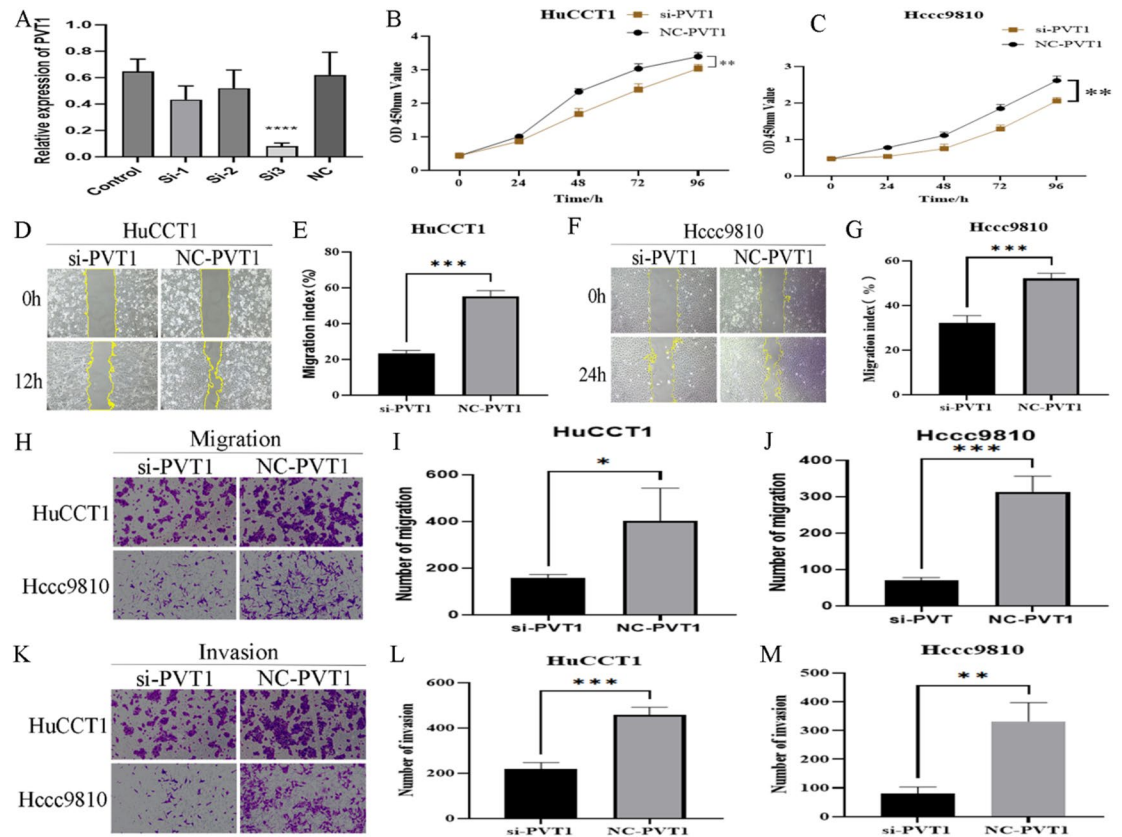 A
Relative expression of PVT1
0.0
0.2
0.4
0.6
0.8
1.0
****
Control
Si-1
Si-2
Si3
NC
B
HuCCT1
si-PVT1
NC-PVT1
OD 450nm Value
0
1
2
3
4
**
0 24 48 72 96
Time/h
C
Hccc9810
si-PVT1
NC-PVT1
OD 450nm Value
0
1
2
3
**
0 24 48 72 96
Time/h
D
HuCCT1
si-PVT1 NC-PVT1
0h
12h
E
HuCCT1
Migration index (%)
0
20
40
60
80
***
si-PVT1 NC-PVT1
F
Hccc9810
si-PVT1 NC-PVT1
0h
24h
G
Hccc9810
Migration index( %)
0
20
40
60
***
si-PVT1 NC-PVT1
H
Migration
si-PVT1 NC-PVT1
HuCCT1
Hccc9810
I
HuCCT1
Number of migration
0
200
400
600
*
si-PVT1 NC-PVT1
J
Hccc9810
Number of migration
0
100
200
300
400
***
si-PVT NC-PVT1
K
Invasion
si-PVT1 NC-PVT1
HuCCT1
Hccc9810
L
HuCCT1
Number of invasion
0
200
400
600
***
si-PVT1 NC-PVT1
M
Hccc9810
Number of invasion
0
100
200
300
400
500
**
si-PVT1 NC-PVT1